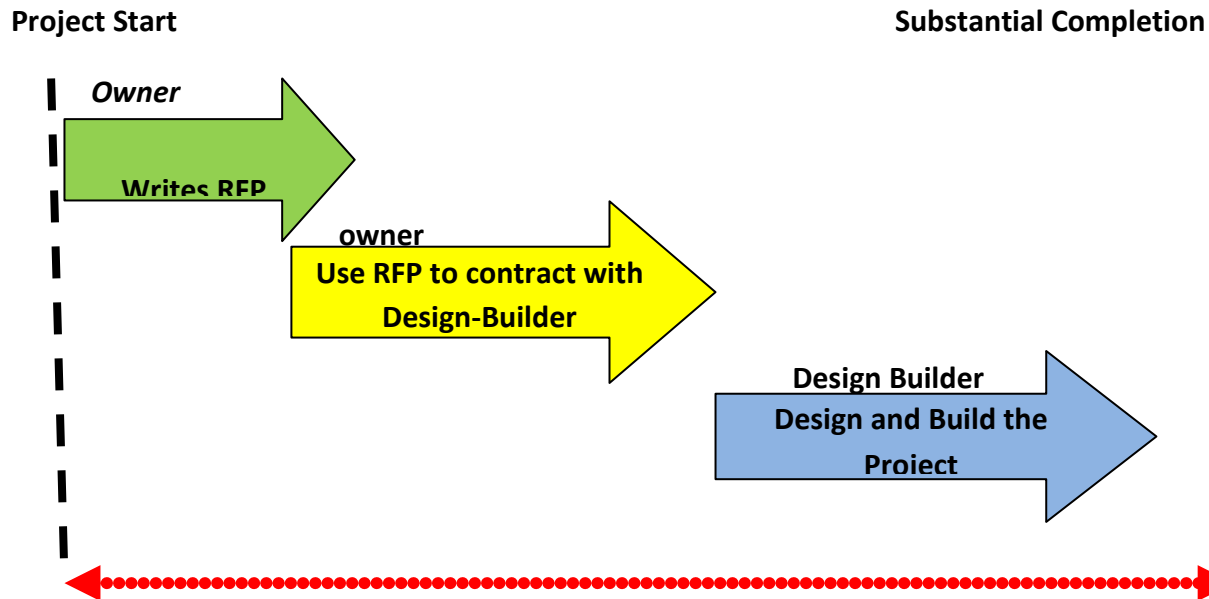 Project Start
Substantial Completion
Owner
Writes RFP
owner
Use RFP to contract with
Design-Builder
Design Builder
Design and Build the
Project